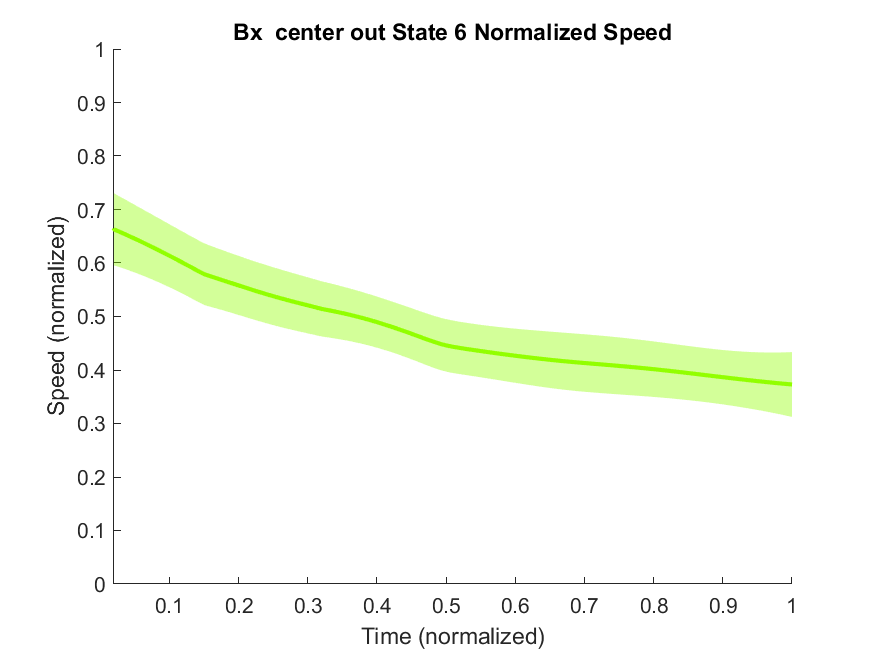 Bx  center out State 6 Normalized Speed
1
0.9
0.8
0.7
0.6
0.5
0.4
0.3
0.2
0.1
0
Speed (normalized)
0.1 0.2 0.3 0.4 0.5 0.6 0.7 0.8 0.9 1
Time (normalized)